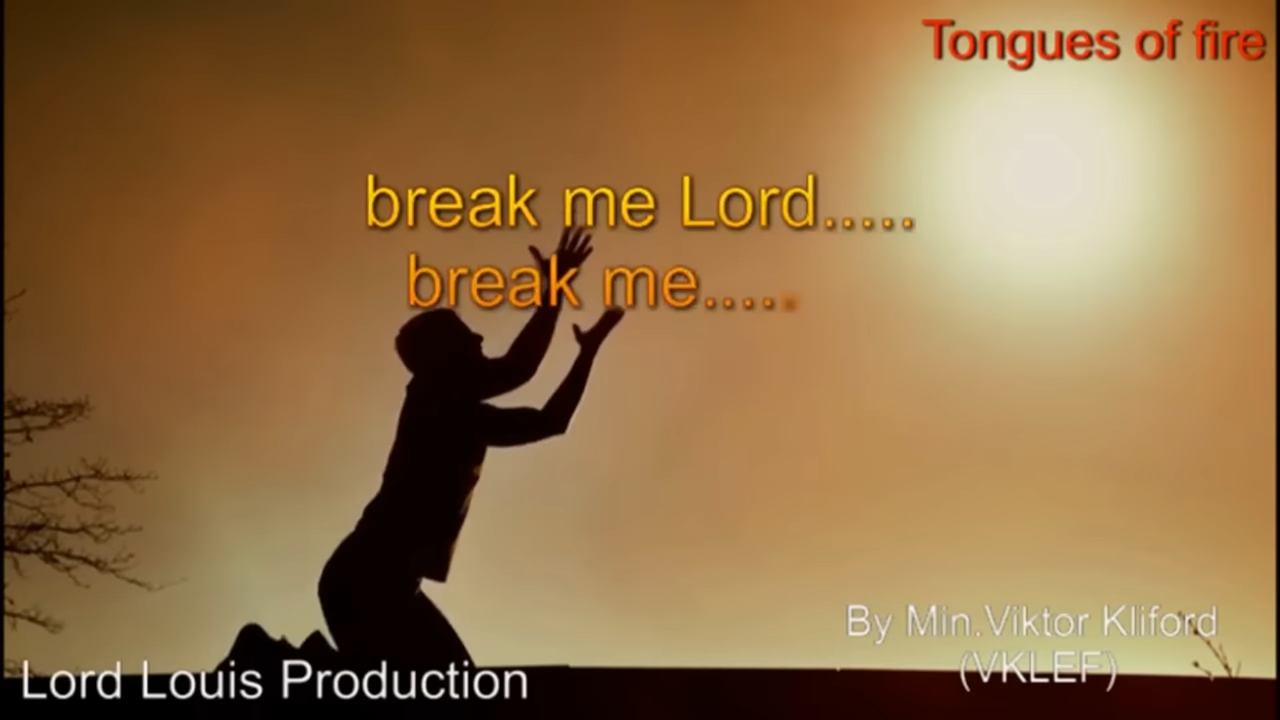 Tongues of fire
break me Lord.....
break me.....
By Min.Viktor Kliford
(VKLEF)
Lord Louis Production